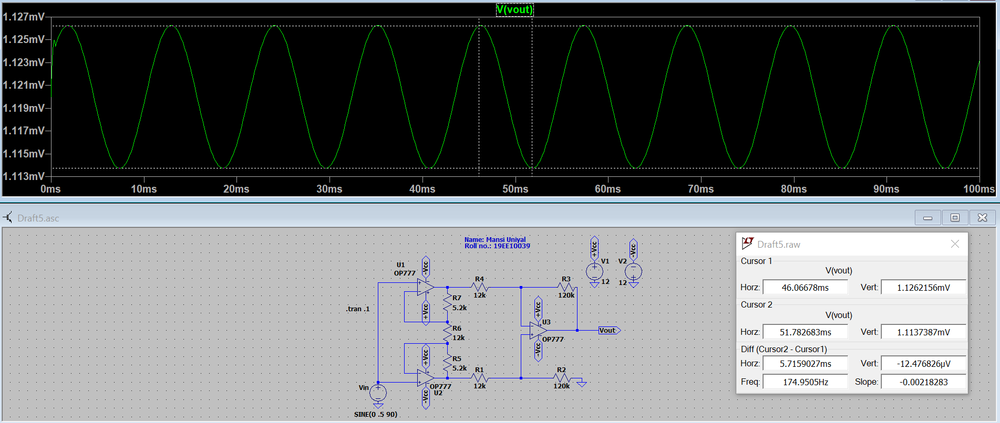 V(vout)
1.127mV
1.125mV
1.123mV
1.121mV
1.119mV
1.117mV
1.115mV
1.113mV
0ms 10ms 20ms 30ms 40ms 50ms 60ms 70ms 80ms 90ms 100ms
Draft5.asc
Name: Mansi Uniyal
Roll no.: 19EE10039
+Vcc
V1
12
-Vcc
V2
12
U1
OP777
-Vcc
+Vcc
R4
12k
R3
120k
R7
5.2k
.tran .1
R6
12k
+Vcc
U3
OP777
-Vcc
Vout
+Vcc
R5
5.2k
R1
12k
R2
120k
OP777
U2
-Vcc
Vin
SINE(0 .5 90)
LT Draft5.raw
Cursor 1
V(vout)
Horz: 46.06678ms Vert: 1.1262156mV
Cursor 2
V(vout)
Horz: 51.782683ms Vert: 1.1137387mV
Diff (Cursor2 - Cursor1)
Horz: 5.7159027ms Vert: -12.476826µV
Freq: 174.9505Hz Slope: -0.00218283